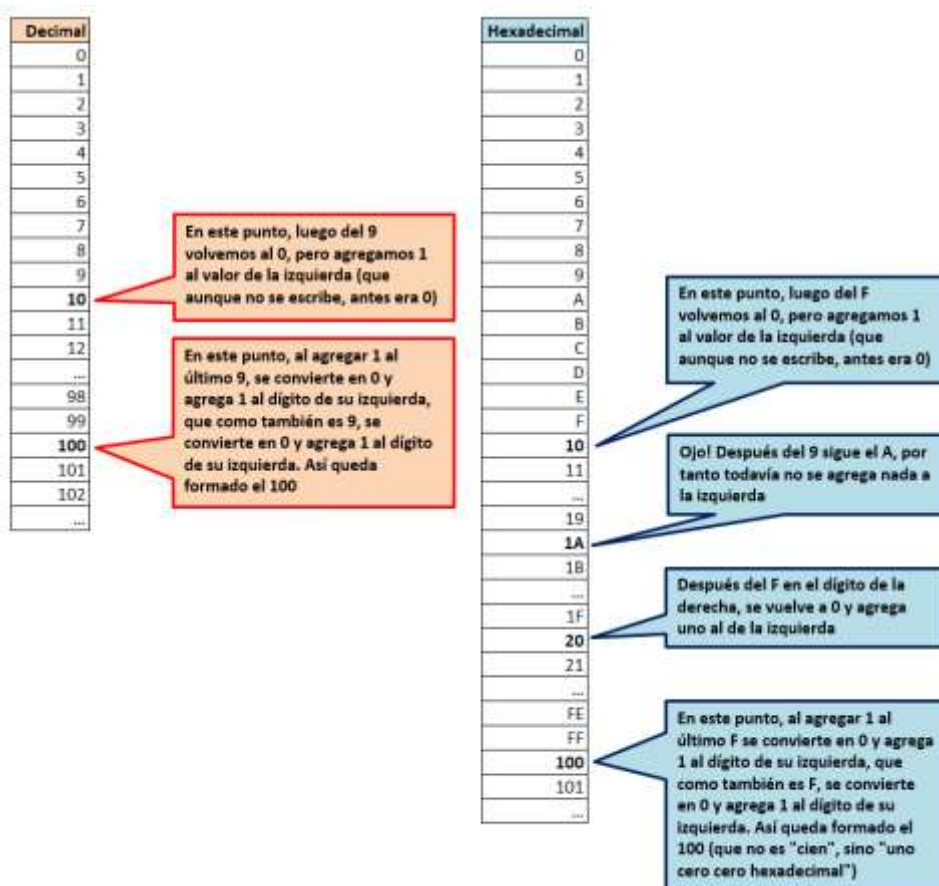 Decimal
0
1
2
3
4
5
6
7
8
9
10
11
12
...
98
99
100
101
102
...
En este punto, luego del 9
volvemos al 0, pero agregamos 1
al valor de la izquierda (que
aunque no se escribe, antes era 0)
En este punto, al agregar 1 al
último 9, se convierte en 0 y
agrega 1 al dígito de su izquierda,
que como también es 9, se
convierte en 0 y agrega 1 al dígito
de su izquierda. Así queda
formado el 100
Hexadecimal
0
1
2
3
4
5
6
7
8
9
A
B
C
D
E
F
10
11
...
19
1A
1B
...
1F
20
21
...
FE
FF
100
101
...
En este punto, luego del F
volvemos al 0, pero agregamos 1
al valor de la izquierda (que
aunque no se escribe, antes era 0)
Ojo! Después del 9 sigue el A, por
tanto todavía no se agrega nada a
la izquierda
Después del F en el dígito de la
derecha, se vuelve a 0 y agrega
uno al de la izquierda
En este punto, al agregar 1 al
último F se convierte en 0 y agrega
1 al dígito de su izquierda, que
como también es F, se convierte
en 0 y agrega 1 al dígito de su
izquierda. Así queda formado el
100 (que no es "cien", sino "uno
cero cero hexadecimal")